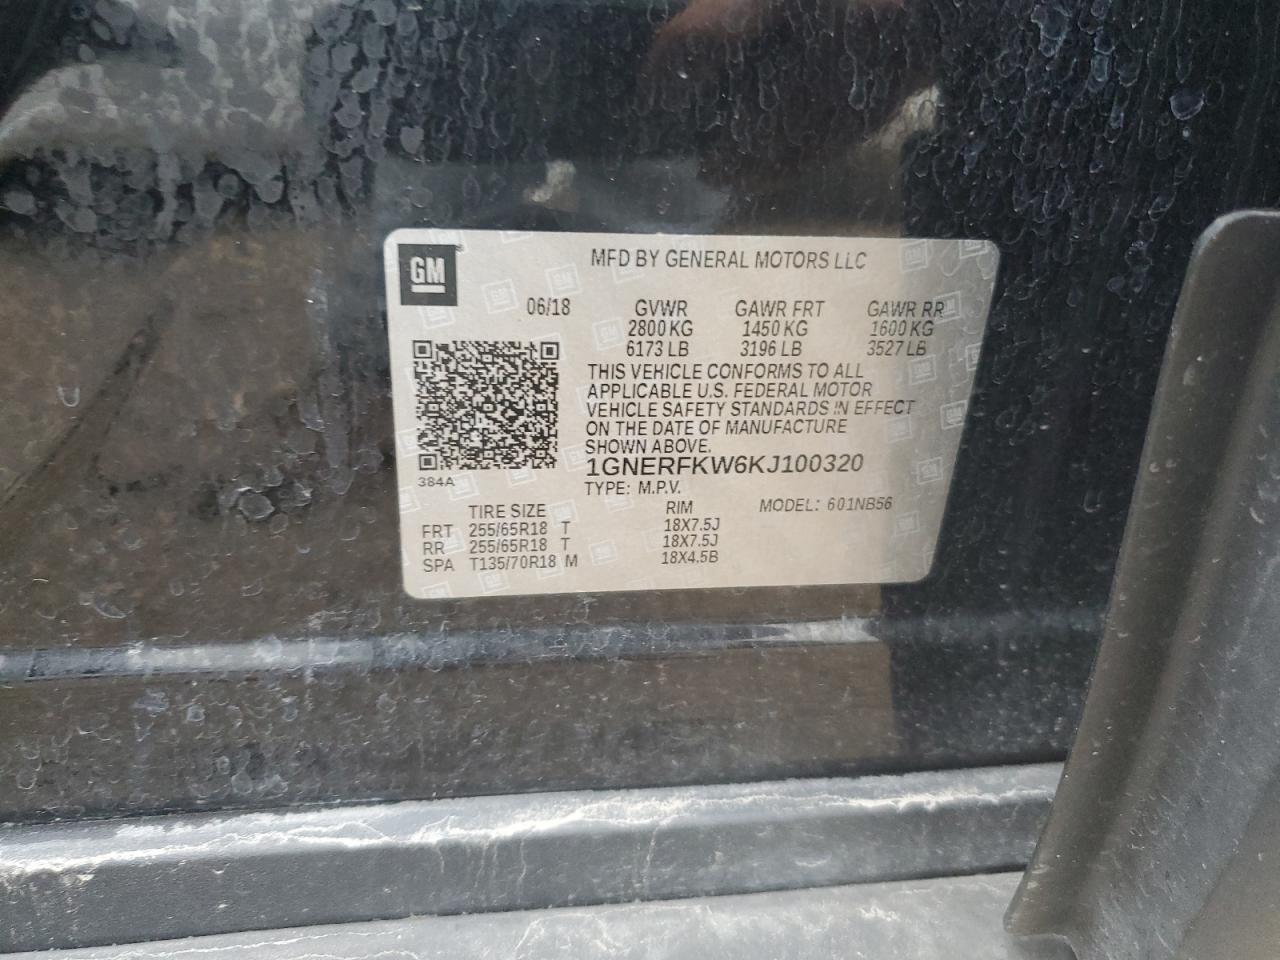 GM
MFD BY GENERAL MOTORS LLC
06/18 GVWR GAWR FRT GAWR RR
2800 KG 1450 KG 1600 KG
6173 LB 3196 LB 3527 LB
THIS VEHICLE CONFORMS TO ALL
APPLICABLE U.S. FEDERAL MOTOR
VEHICLE SAFETY STANDARDS IN EFFECT
ON THE DATE OF MANUFACTURE
SHOWN ABOVE.
1GNERFKW6KJ100320
384A
TYPE: M.P.V.
TIRE SIZE RIM MODEL: 601NB56
FRT 255/65R18 T 18X7.5J
RR 255/65R18 T 18X7.5J
SPA T135/70R18 M 18X4.5B